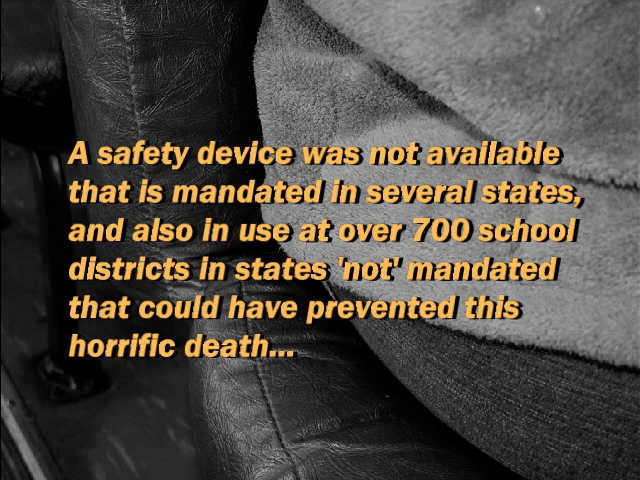 A safety device was not available
that is mandated in several states,
and also in use at over 700 school
districts in states 'not' mandated
that could have prevented this
horrific death...